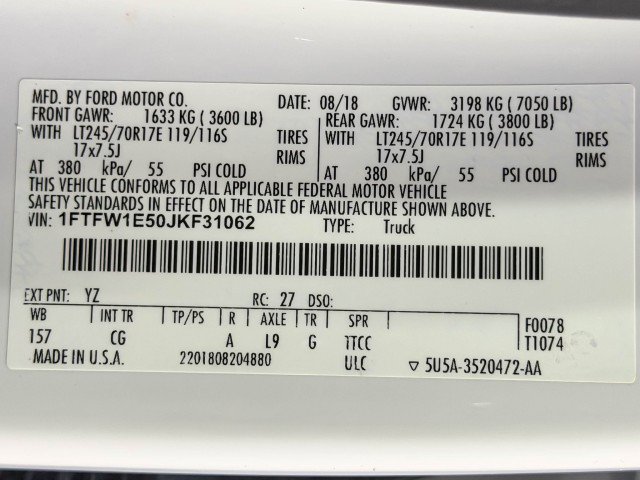 MFD. BY FORD MOTOR CO. DATE: 08/18 GVWR: 3198 KG ( 7050 LB)
FRONT GAWR: 1633 KG ( 3600 LB) REAR GAWR: 1724 KG ( 3800 LB)
WITH LT245/70R17E 119/116S TIRES LT245/70R17E 119/116S TIRES
17x7.5J RIMS 17x7.5J RIMS
AT 380 kPa/ 55 PSI COLD AT 380 kPa/ 55 PSI COLD
THIS VEHICLE CONFORMS TO ALL APPLICABLE FEDERAL MOTOR VEHICLE
SAFETY STANDARDS IN EFFECT ON THE DATE OF MANUFACTURE SHOWN ABOVE.
VIN: 1FTFW1E50JKF31062 TYPE: Truck
EXT PNT: YZ RC: 27 DSO:
WB INT TR TP/PS R AXLE TR SPR F0078
157 CG A L9 G 1TCC T1074
MADE IN U.S.A. 2201808204880 ULC ▽ 5U5A-3520472-AA